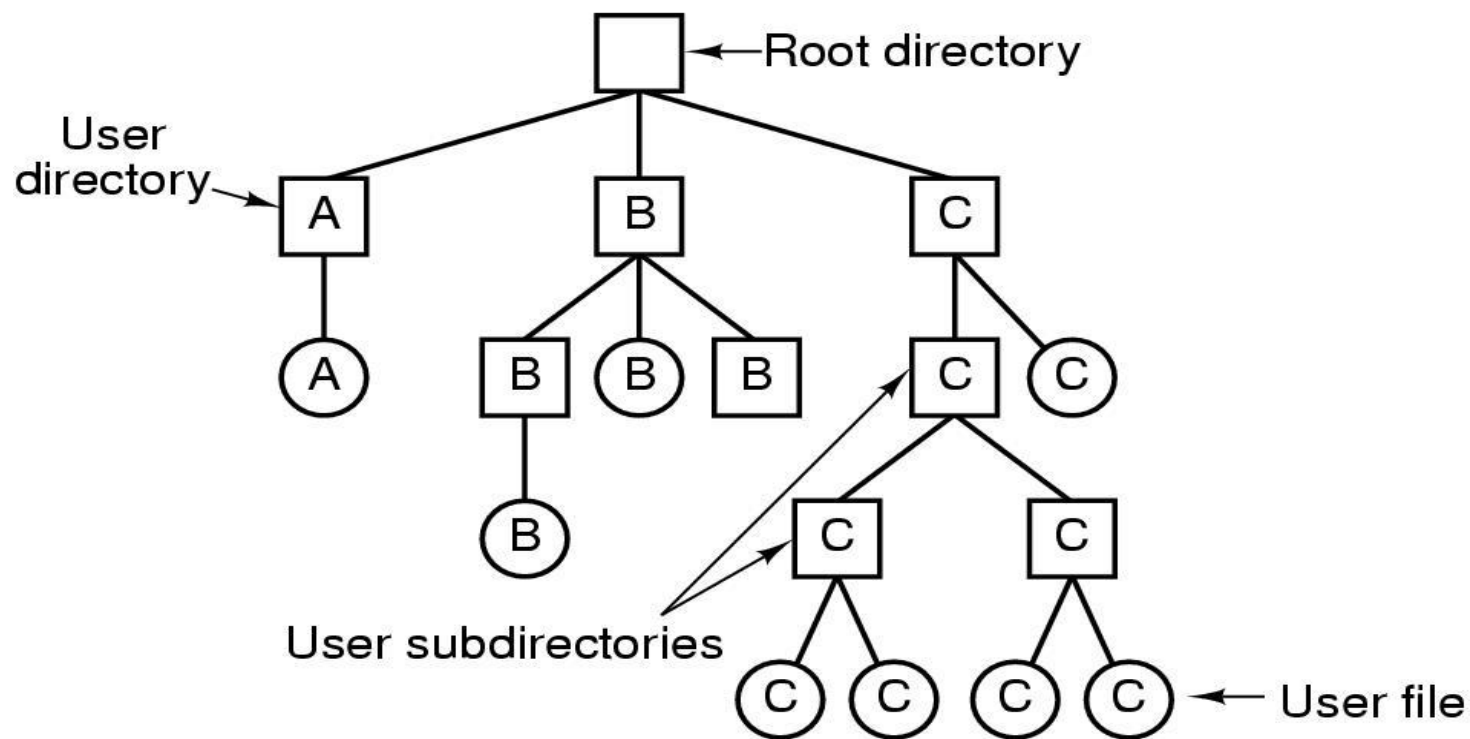 Root directory
User
directory
A B C
A B B B C C
B C C
User subdirectories
C C C C
User file